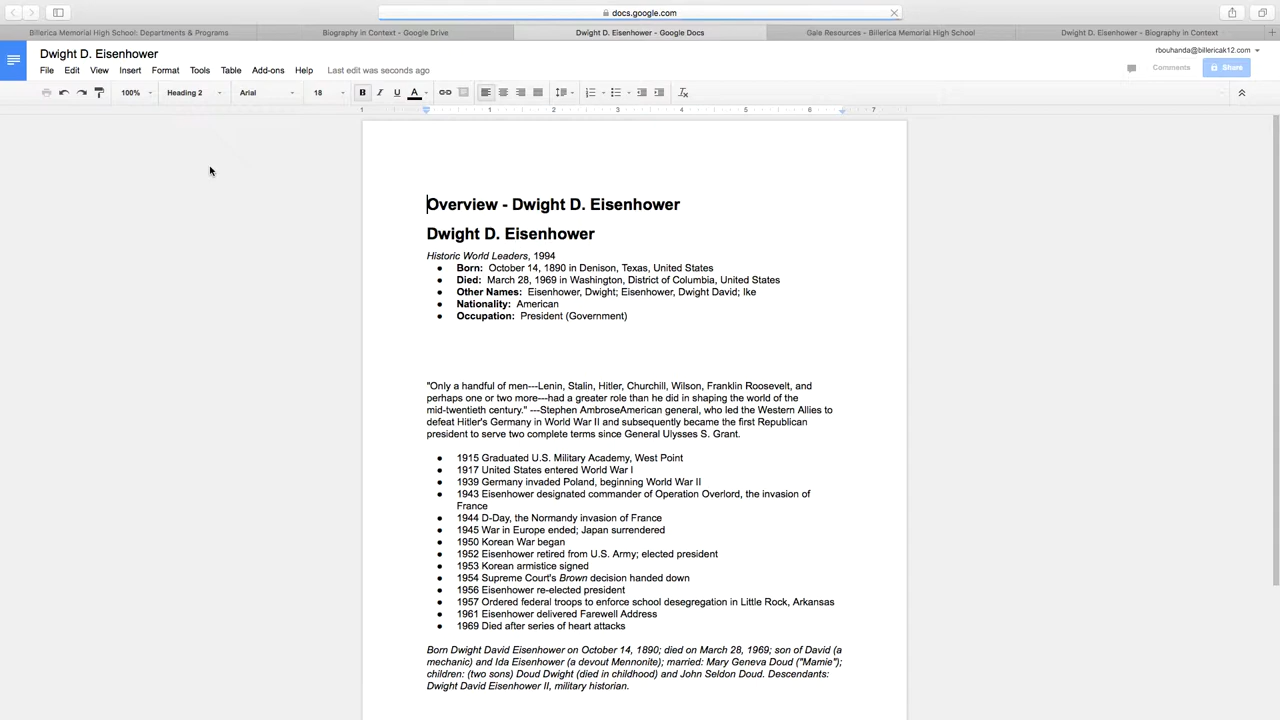 docs.google.com
Billerica Memorial High School: Departments & Programs
Biography in Context - Google Drive
Dwight D. Eisenhower - Google Docs
Gale Resources - Billerica Memorial High School
Dwight D. Eisenhower - Biography in Context
Dwight D. Eisenhower
rbouhanda@billericak12.com
File Edit View Insert Format Tools Table Add-ons Help Last edit was seconds ago
Comments
Share
100% Heading 2 Arial 18 B I U A
1 1 2 3 4 5 6 7
Overview - Dwight D. Eisenhower
Dwight D. Eisenhower
Historic World Leaders, 1994
● Born: October 14, 1890 in Denison, Texas, United States
● Died: March 28, 1969 in Washington, District of Columbia, United States
● Other Names: Eisenhower, Dwight; Eisenhower, Dwight David; Ike
● Nationality: American
● Occupation: President (Government)
"Only a handful of men---Lenin, Stalin, Hitler, Churchill, Wilson, Franklin Roosevelt, and
perhaps one or two more---had a greater role than he did in shaping the world of the
mid-twentieth century." ---Stephen AmbroseAmerican general, who led the Western Allies to
defeat Hitler's Germany in World War II and subsequently became the first Republican
president to serve two complete terms since General Ulysses S. Grant.
● 1915 Graduated U.S. Military Academy, West Point
● 1917 United States entered World War I
● 1939 Germany invaded Poland, beginning World War II
● 1943 Eisenhower designated commander of Operation Overlord, the invasion of
France
● 1944 D-Day, the Normandy invasion of France
● 1945 War in Europe ended; Japan surrendered
● 1950 Korean War began
● 1952 Eisenhower retired from U.S. Army; elected president
● 1953 Korean armistice signed
● 1954 Supreme Court's Brown decision handed down
● 1956 Eisenhower re-elected president
● 1957 Ordered federal troops to enforce school desegregation in Little Rock, Arkansas
● 1961 Eisenhower delivered Farewell Address
● 1969 Died after series of heart attacks
Born Dwight David Eisenhower on October 14, 1890; died on March 28, 1969; son of David (a
mechanic) and Ida Eisenhower (a devout Mennonite); married: Mary Geneva Doud ("Mamie");
children: (two sons) Doud Dwight (died in childhood) and John Seldon Doud. Descendants:
Dwight David Eisenhower II, military historian.